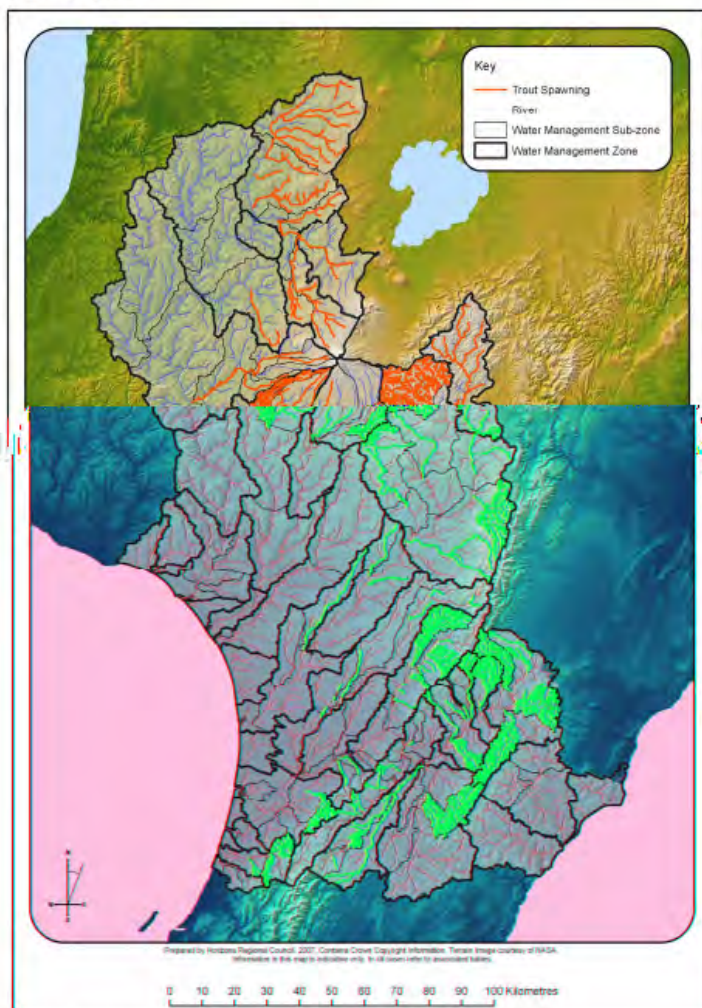 Key
Trout Spawning
River
Water Management Sub-zone
Water Management Zone
Prepared by Horizons Regional Council, 2007. Contains Crown Copyright Information. Terrain Image courtesy of NASA.
Information in this map is indicative only. In all cases refer to associated tables.
0 10 20 30 40 50 60 70 80 90 100 Kilometres